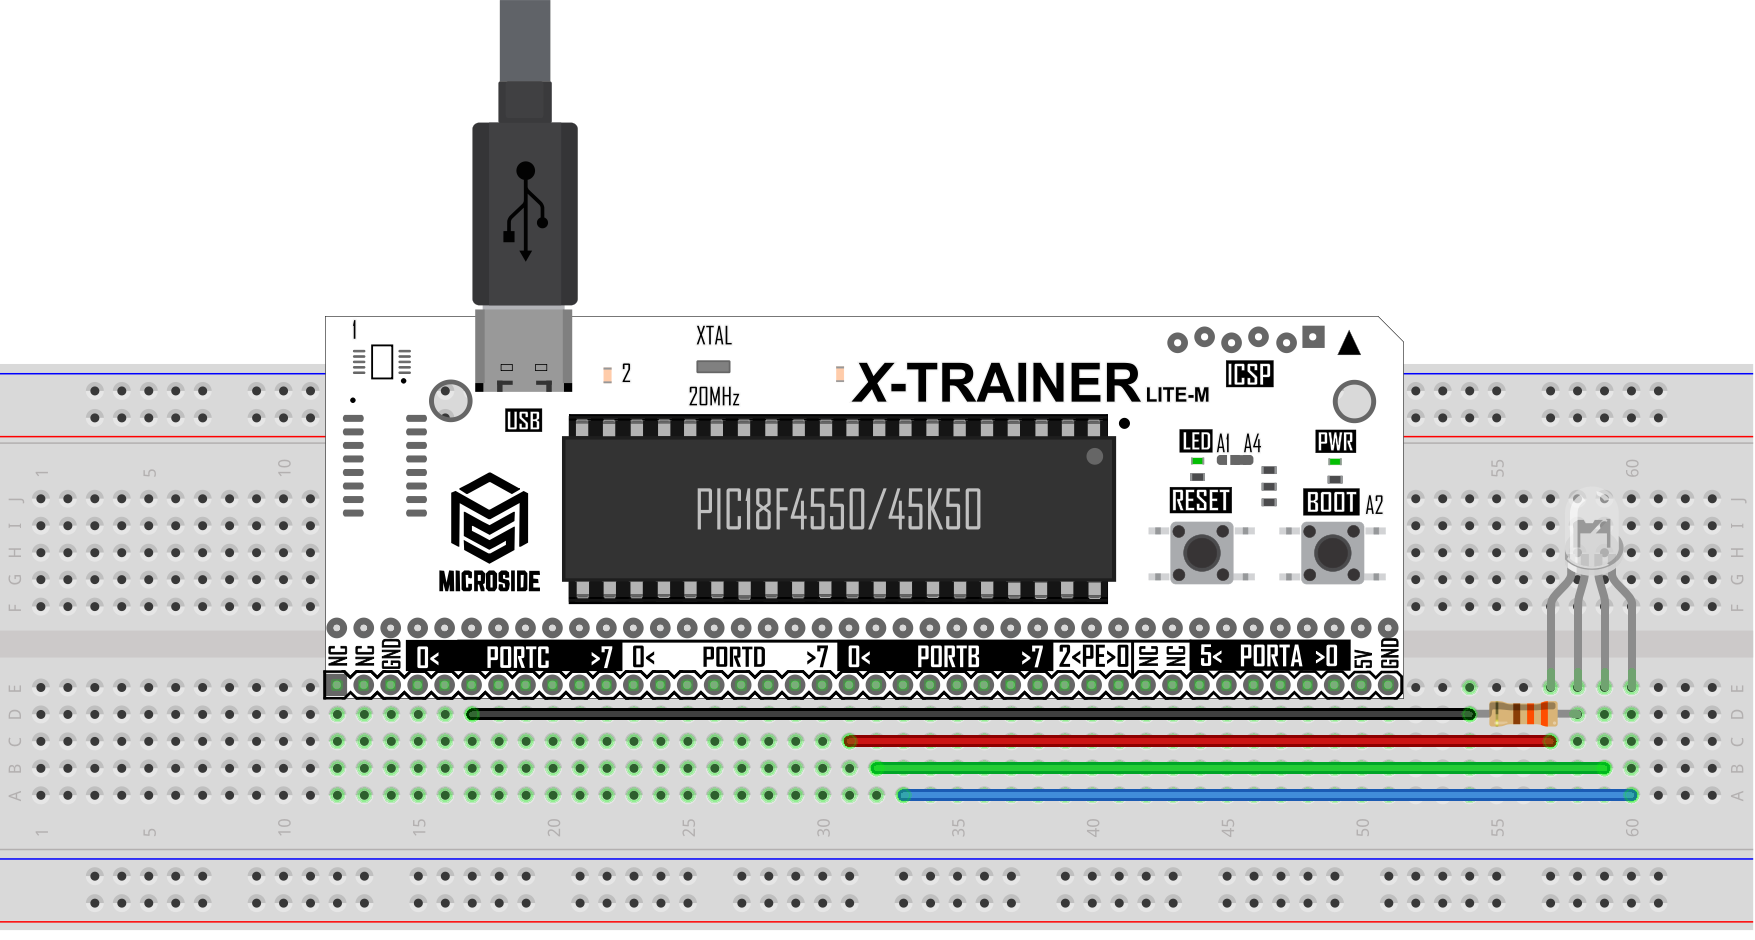 1
XTAL
2
20MHz
X-TRAINER LITE-M
ICSP
USB
LED A1 A4 PWR
RESET BOOT A2
PIC18F4550/45K50
MICROSIDE
NC NC GND 0< PORTC >7 0< PORTD >7 0< PORTB >7 2<PE>0 NC NC 5< PORTA >0 5V GND
1 5 10 55 60
J J
I I
H H
G G
F F
E E
D D
C C
B B
A A
1 5 10 15 20 25 30 35 40 45 50 55 60